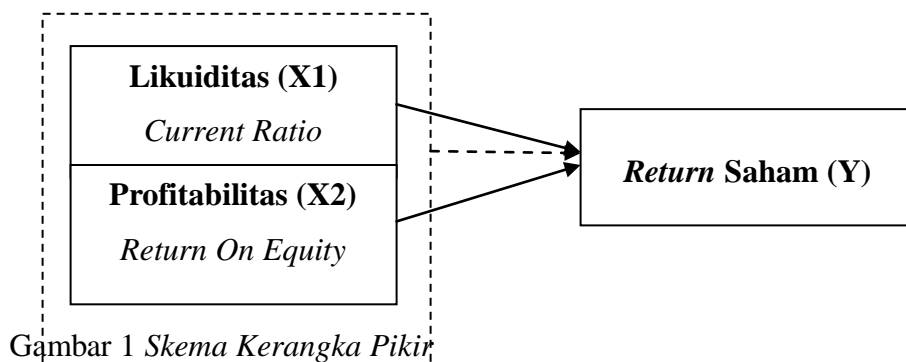 Likuiditas (X1)
Current Ratio
Profitabilitas (X2)
Return On Equity
Return Saham (Y)
Gambar 1 Skema Kerangka Pikir